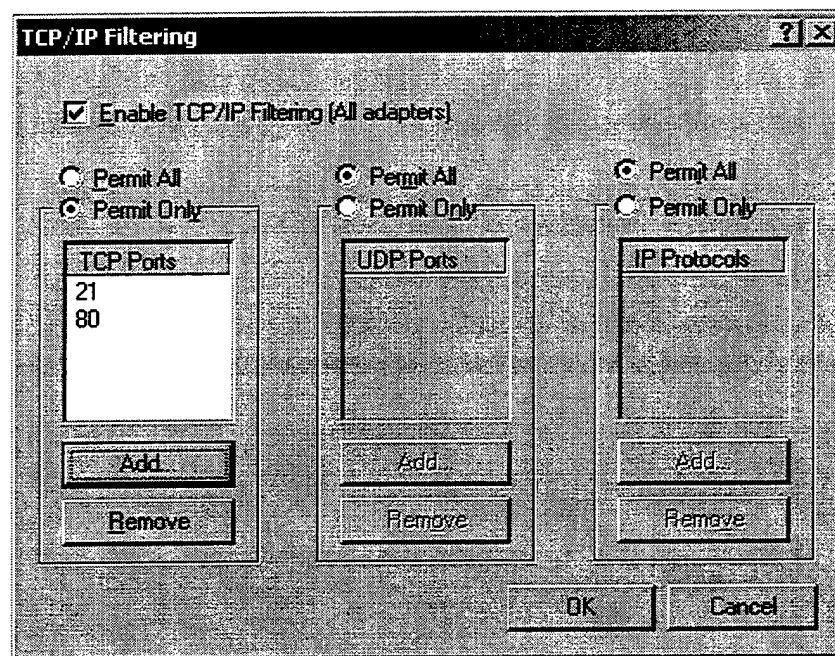 TCP/IP Filtering
Enable TCP/IP Filtering (All adapters)
Permit All
Permit Only
TCP Ports
21
80
Add...
Remove
Permit All
Permit Only
UDP Ports
Add...
Remove
Permit All
Permit Only
IP Protocols
Add...
Remove
OK
Cancel